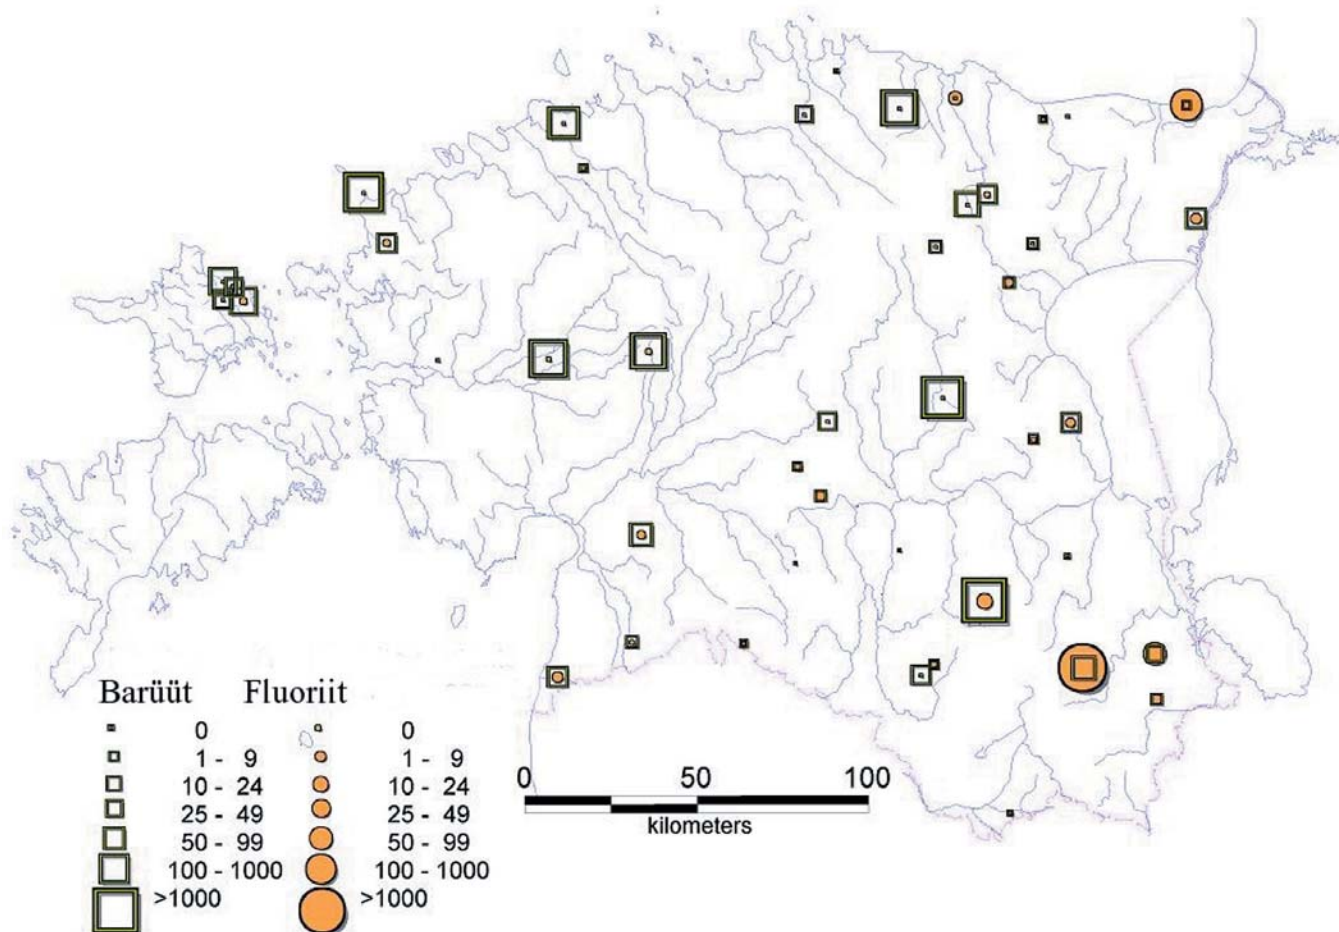 Barüüt Fluoriit
0 0
1 - 9 1 - 9
10 - 24 10 - 24
25 - 49 25 - 49
50 - 99 50 - 99
100 - 1000 100 - 1000
>1000 >1000
0 50 100
kilometers